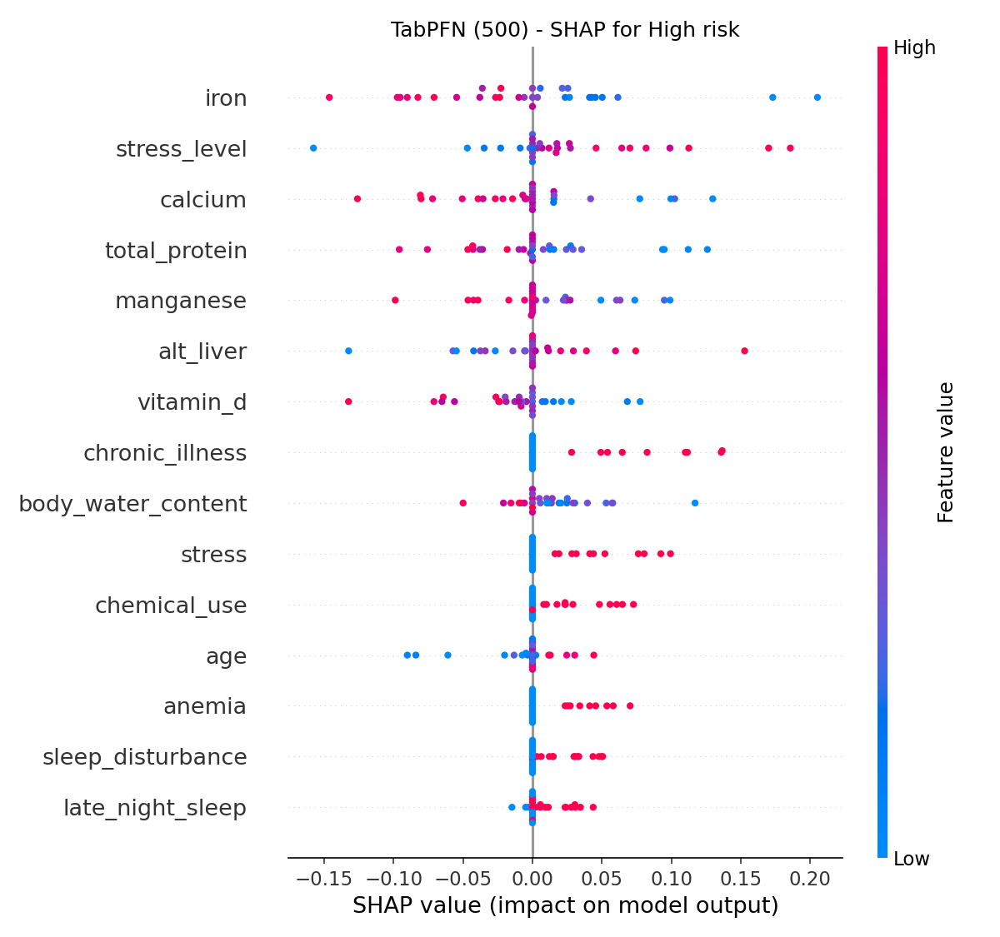 TabPFN (500) - SHAP for High risk
High
iron
stress_level
calcium
total_protein
manganese
alt_liver
vitamin_d
chronic_illness
body_water_content
stress
chemical_use
age
anemia
sleep_disturbance
late_night_sleep
Feature value
Low
−0.15 −0.10 −0.05 0.00 0.05 0.10 0.15 0.20
SHAP value (impact on model output)